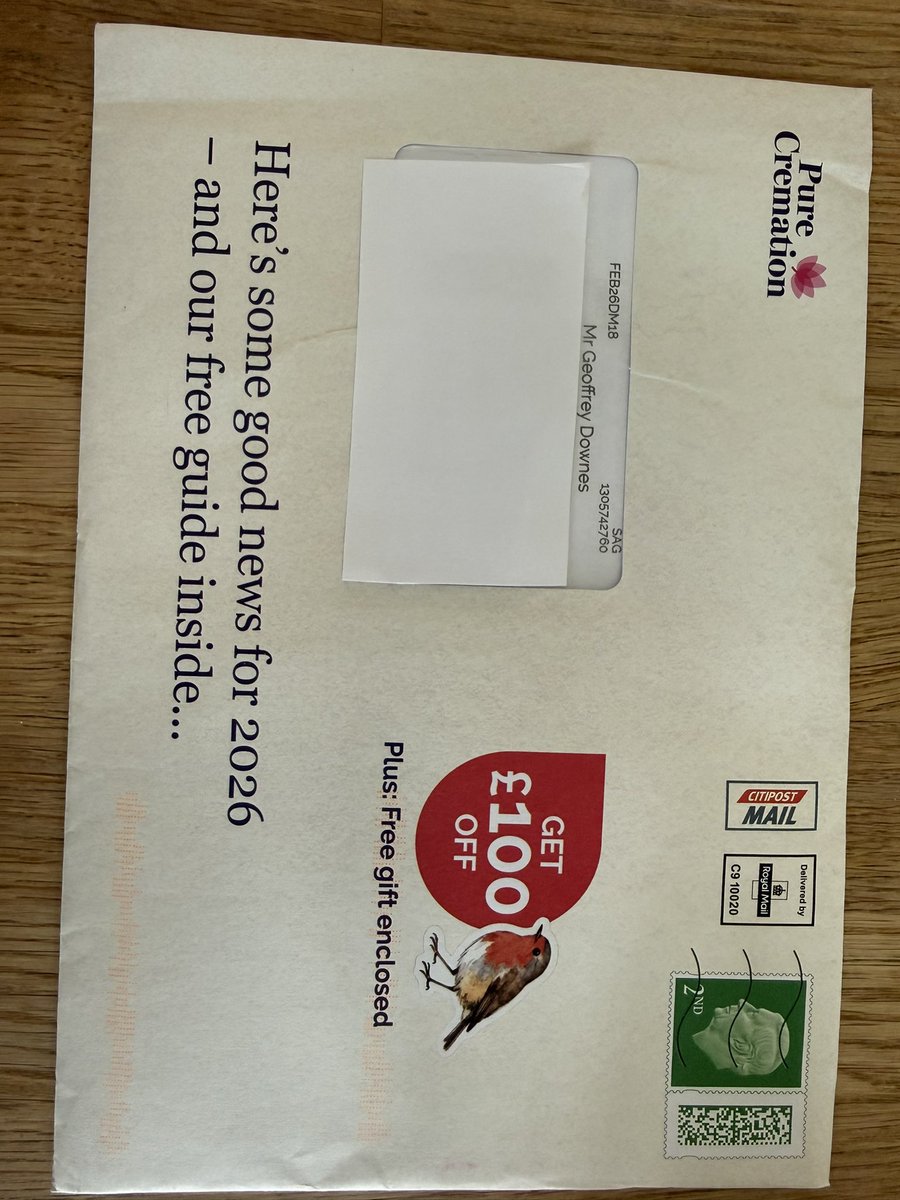 Pure
Cremation
CITIPOST
MAIL
Delivered by
Royal Mail
C9 10020
2ND
FEB26DM18
SAG
1305742760
Mr Geoffrey Downes
GET
£100
OFF
Plus: Free gift enclosed
Here's some good news for 2026
– and our free guide inside...